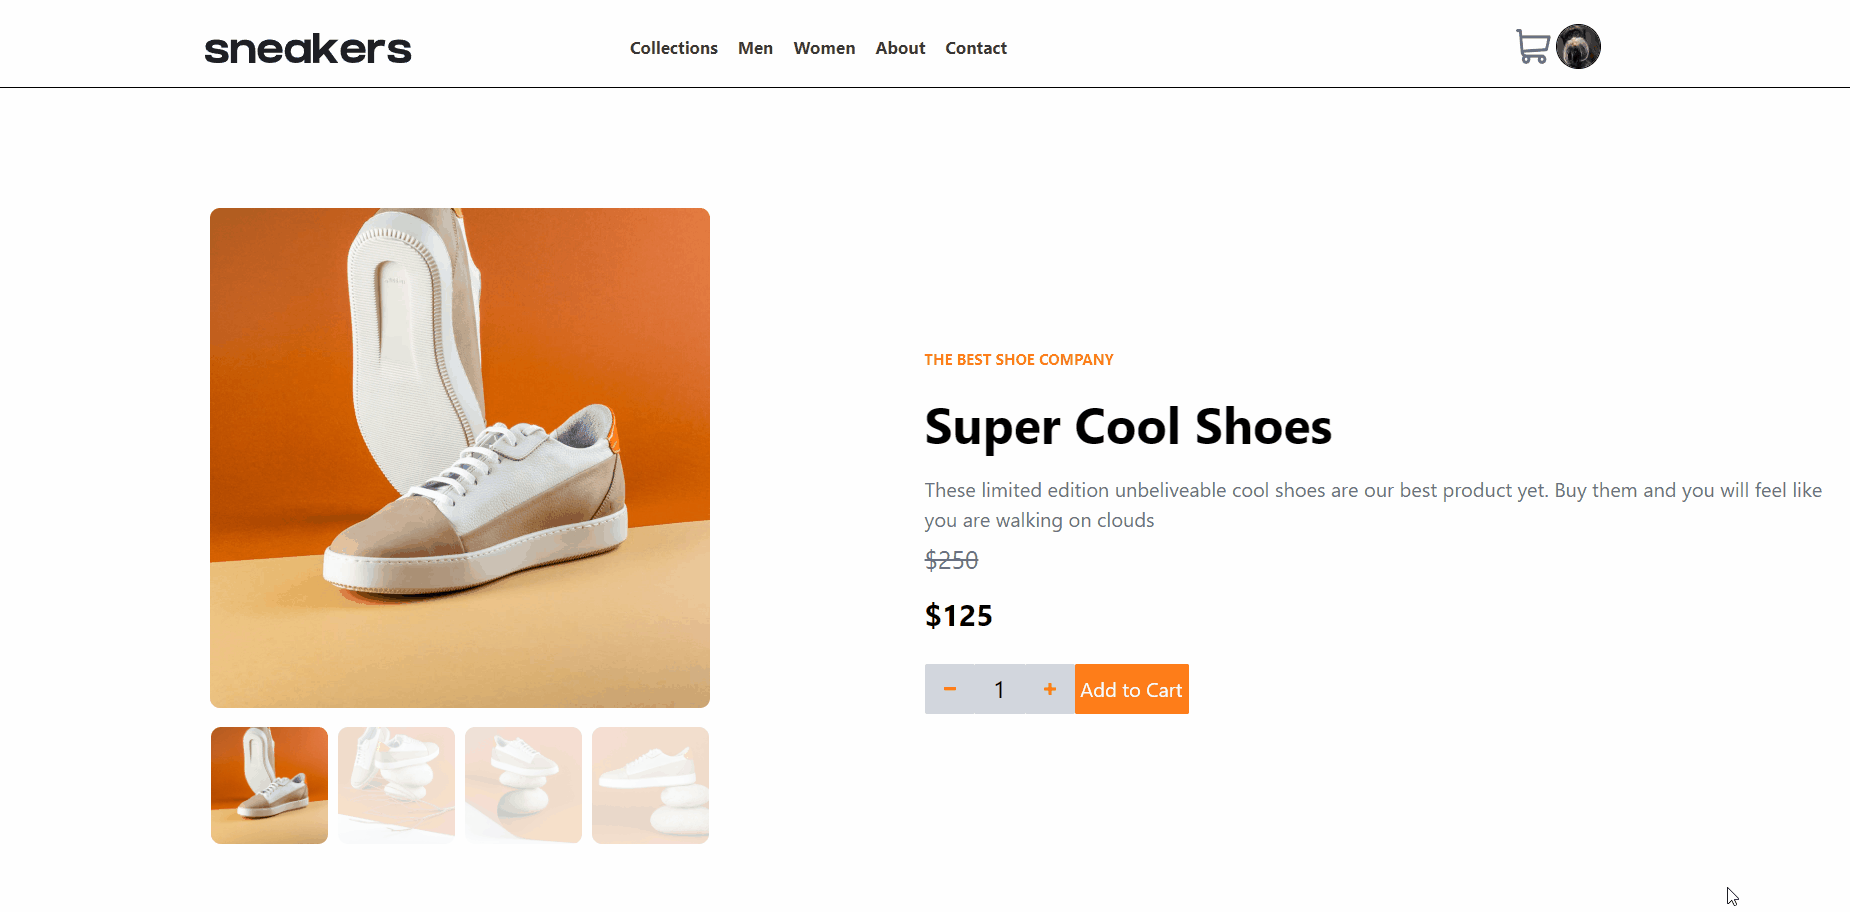 sneakers
Collections Men Women About Contact
THE BEST SHOE COMPANY
Super Cool Shoes
These limited edition unbeliveable cool shoes are our best product yet. Buy them and you will feel like
you are walking on clouds
$250
$125
− 1 + Add to Cart